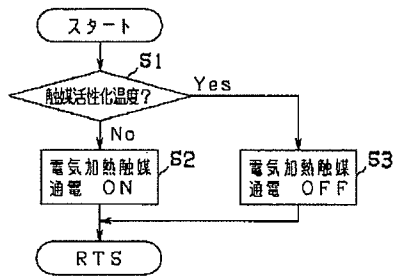 スタート
S1
触媒活性化温度?
Yes
No
電気加熱触媒
通電 ON
S2
電気加熱触媒
通電 OFF
S3
RTS